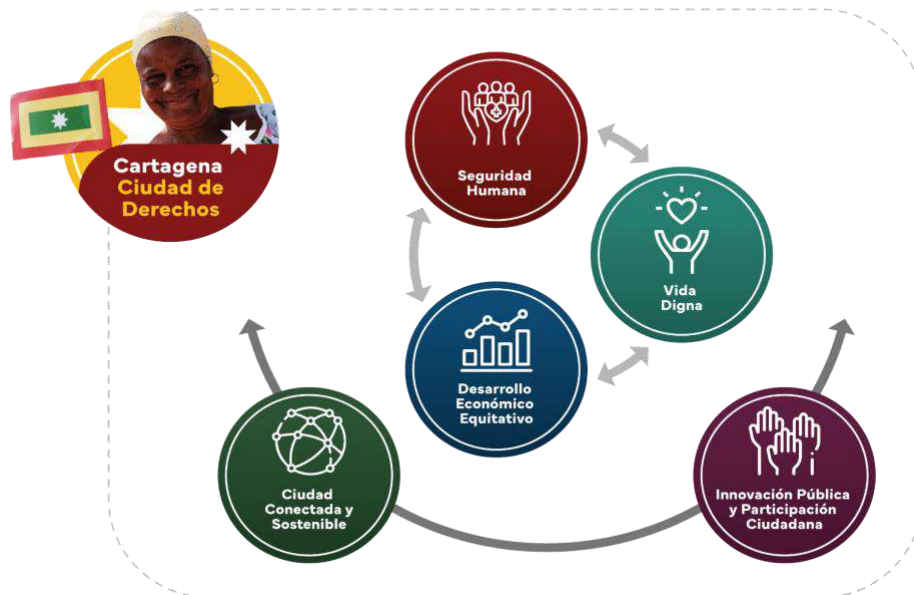 Cartagena
Ciudad de
Derechos
Seguridad
Humana
Vida
Digna
Desarrollo
Económico
Equitativo
Ciudad
Conectada y
Sostenible
Innovación Pública
y Participación
Ciudadana